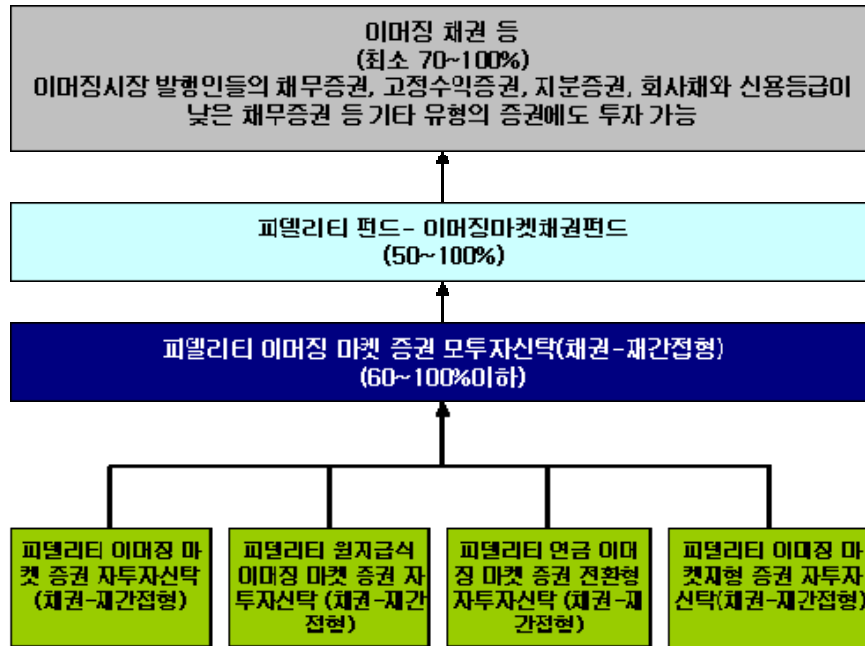 이머징 채권 등
(최소 70~100%)
이머징시장 발행인들의 채무증권, 고정수익증권, 지분증권, 회사채와 신용등급이
낮은 채무증권 등 기타 유형의 증권에도 투자 가능
피델리티 펀드- 이머징마켓채권펀드
(50~100%)
피델리티 이머징 마켓 증권 모투자신탁(채권-재간접형)
(60~100%이하)
피델리티 이머징 마
켓 증권 자투자신탁
(채권-재간접형)
피델리티 월지급식
이머징 마켓 증권 자
투자신탁 (채권-재간
접형)
피델리티 연금 이머
징 마켓 증권 전환형
자투자신탁 (채권-재
간접형)
피델리티 이머징 마
켓재형 증권 자투자
신탁(채권-재간접형)